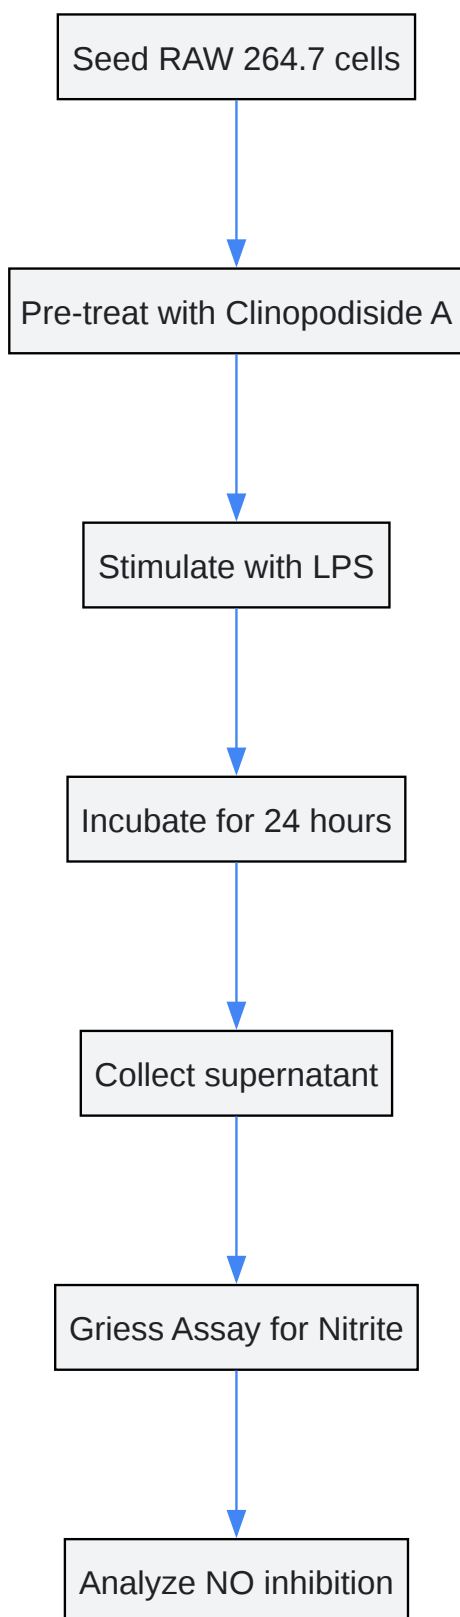 Seed RAW 264.7 cells
Pre-treat with Clinopodiside A
Stimulate with LPS
Incubate for 24 hours
Collect supernatant
Griess Assay for Nitrite
Analyze NO inhibition